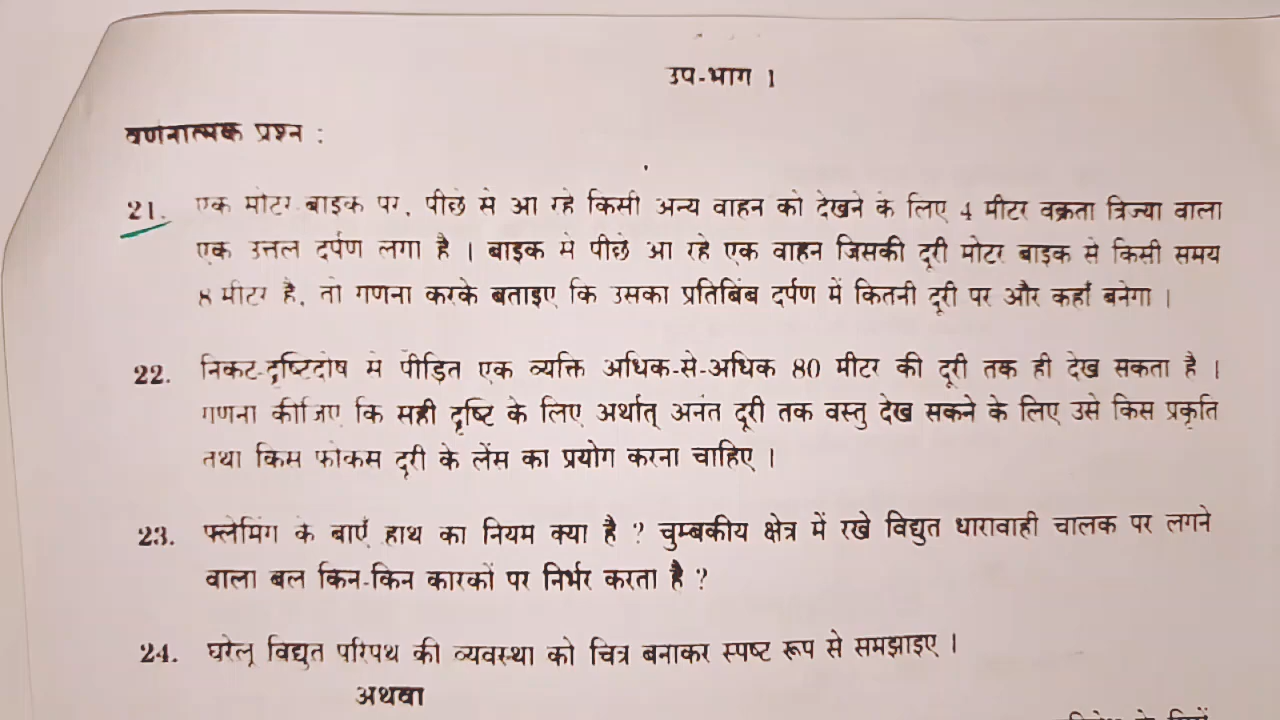 उप-भाग I
वर्णनात्मक प्रश्न :
21. एक मोटर बाइक पर, पीछे से आ रहे किसी अन्य वाहन को देखने के लिए 4 मीटर वक्रता त्रिज्या वाला
एक उत्तल दर्पण लगा है । बाइक से पीछे आ रहे एक वाहन जिसकी दूरी मोटर बाइक से किसी समय
8 मीटर है, तो गणना करके बताइए कि उसका प्रतिबिंब दर्पण में कितनी दूरी पर और कहाँ बनेगा ।
22. निकट-दृष्टिदोष से पीड़ित एक व्यक्ति अधिक-से-अधिक 80 मीटर की दूरी तक ही देख सकता है ।
गणना कीजिए कि सही दृष्टि के लिए अर्थात् अनंत दूरी तक वस्तु देख सकने के लिए उसे किस प्रकृति
तथा किस फोकस दूरी के लेंस का प्रयोग करना चाहिए ।
23. फ्लेमिंग के बाएँ हाथ का नियम क्या है ? चुम्बकीय क्षेत्र में रखे विद्युत धारावाही चालक पर लगने
वाला बल किन-किन कारकों पर निर्भर करता है ?
24. घरेलू विद्युत परिपथ की व्यवस्था को चित्र बनाकर स्पष्ट रूप से समझाइए ।
अथवा